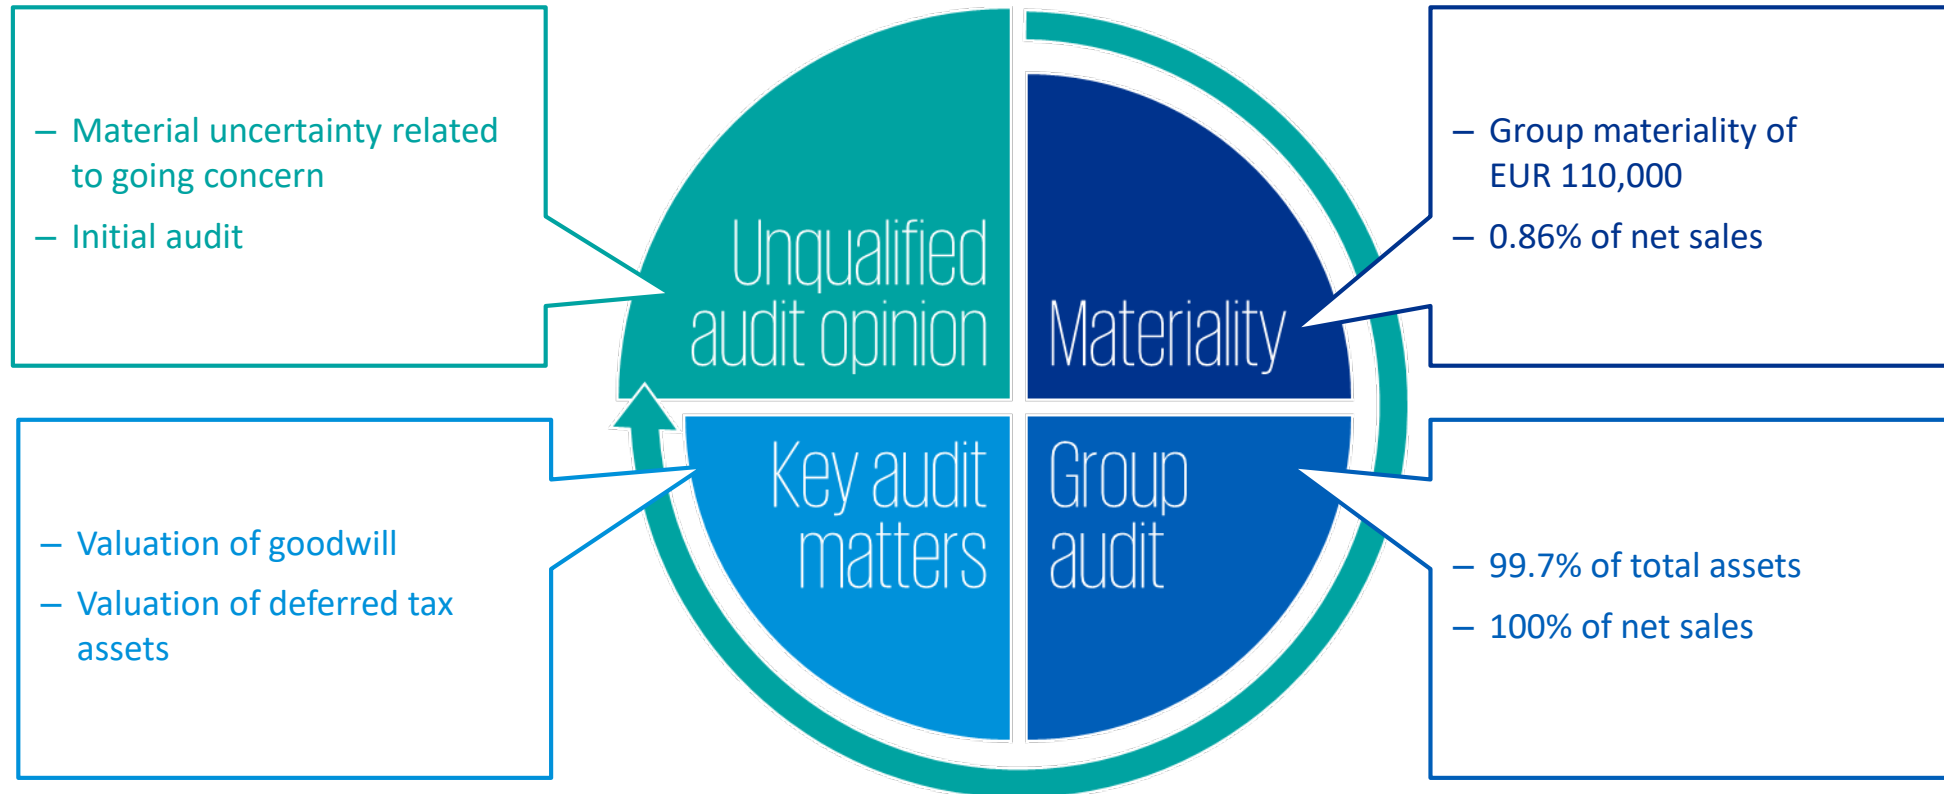 – Material uncertainty related
to going concern
– Initial audit
Unqualified
audit opinion
Materiality
– Group materiality of
EUR 110,000
– 0.86% of net sales
– Valuation of goodwill
– Valuation of deferred tax
assets
Key audit
matters
Group
audit
– 99.7% of total assets
– 100% of net sales